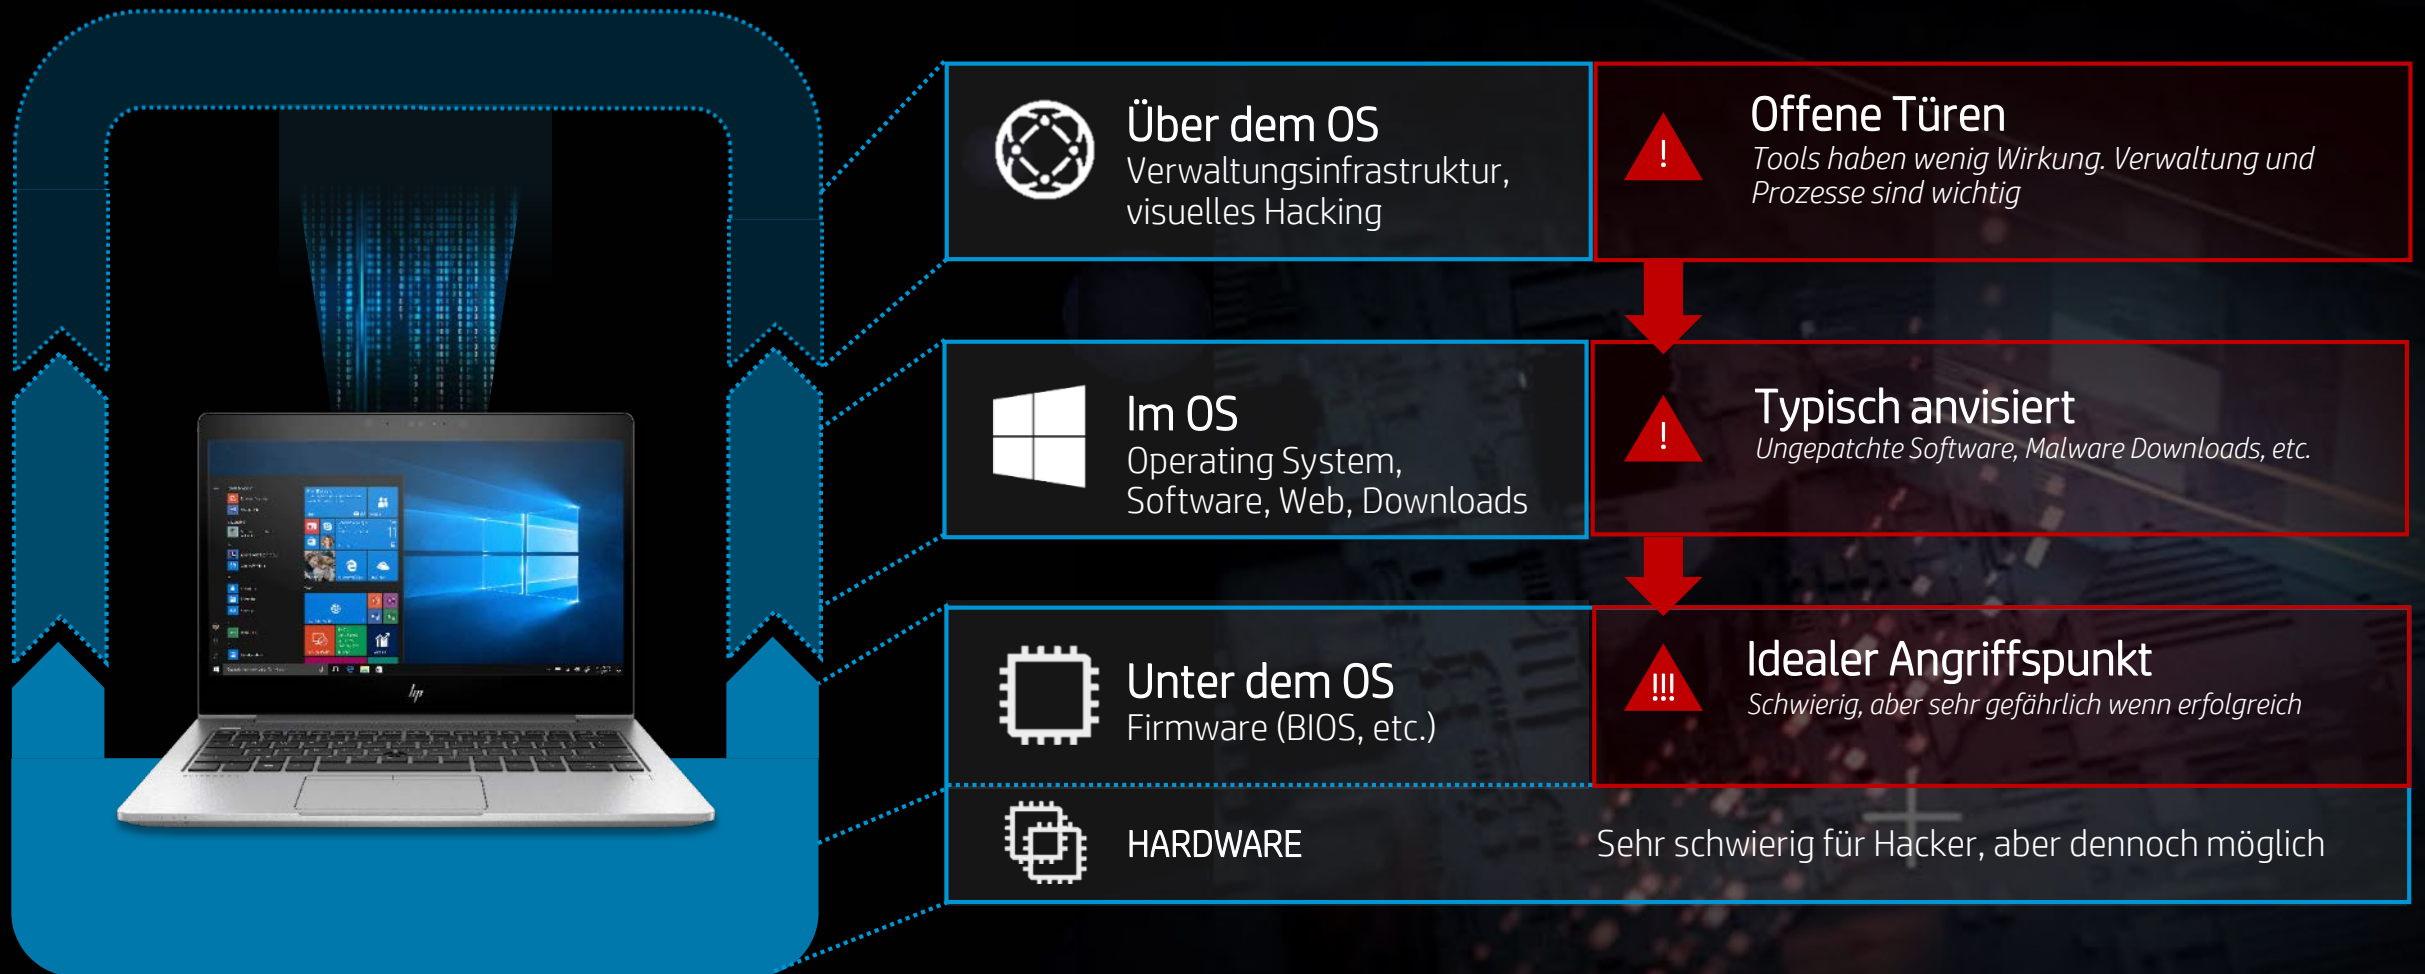 Über dem OS
Verwaltungsinfrastruktur,
visuelles Hacking
!
Offene Türen
Tools haben wenig Wirkung. Verwaltung und
Prozesse sind wichtig
Im OS
Operating System,
Software, Web, Downloads
!
Typisch anvisiert
Ungepatchte Software, Malware Downloads, etc.
Unter dem OS
Firmware (BIOS, etc.)
!!!
Idealer Angriffspunkt
Schwierig, aber sehr gefährlich wenn erfolgreich
HARDWARE
Sehr schwierig für Hacker, aber dennoch möglich
hp